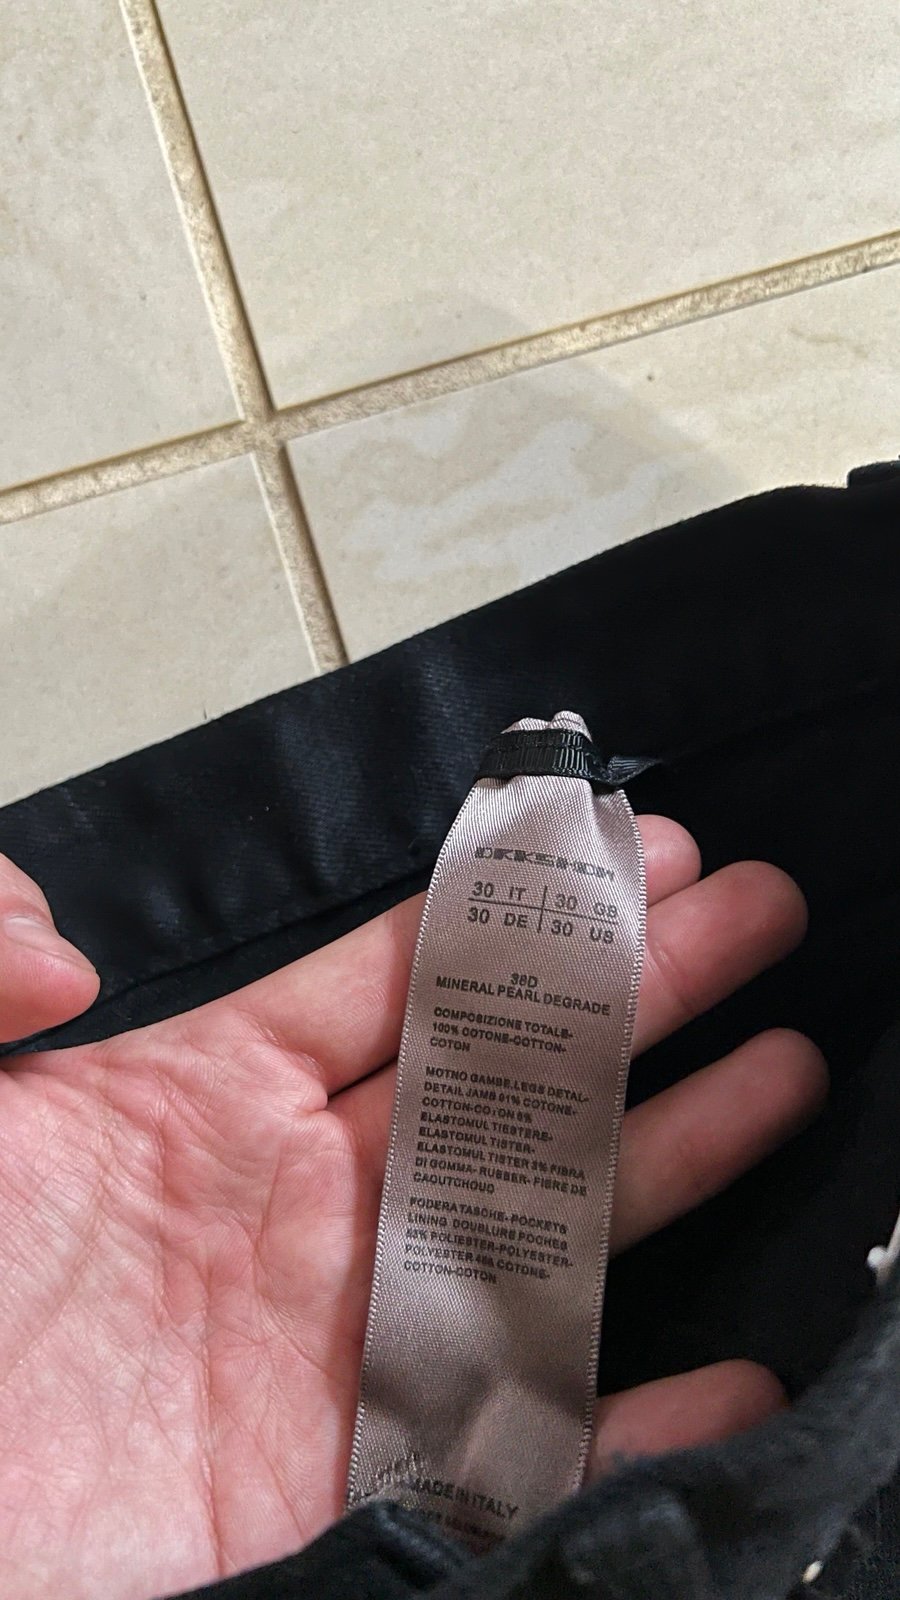 30 IT 30 GB
30 DE 30 US
38D
MINERAL PEARL DEGRADE
COMPOSIZIONE TOTALE-
100% COTONE-COTTON-
COTON
MOTNO GAMBE.LEGS DETAL-
DETAIL JAMB 91% COTONE-
COTTON-COTON 6%
ELASTOMUL TIESTERE-
ELASTOMUL TISTER-
ELASTOMUL TISTER 3% FIBRA
DI GOMMA- RUBBER- FIBRE DE
CAOUTCHOUO
FODERA TASCHE- POCKETS
LINING DOUBLURE POCHES
POLIESTER-POLYESTER-
POLYESTER COTONE-
COTTON-COTON
MADE IN ITALY